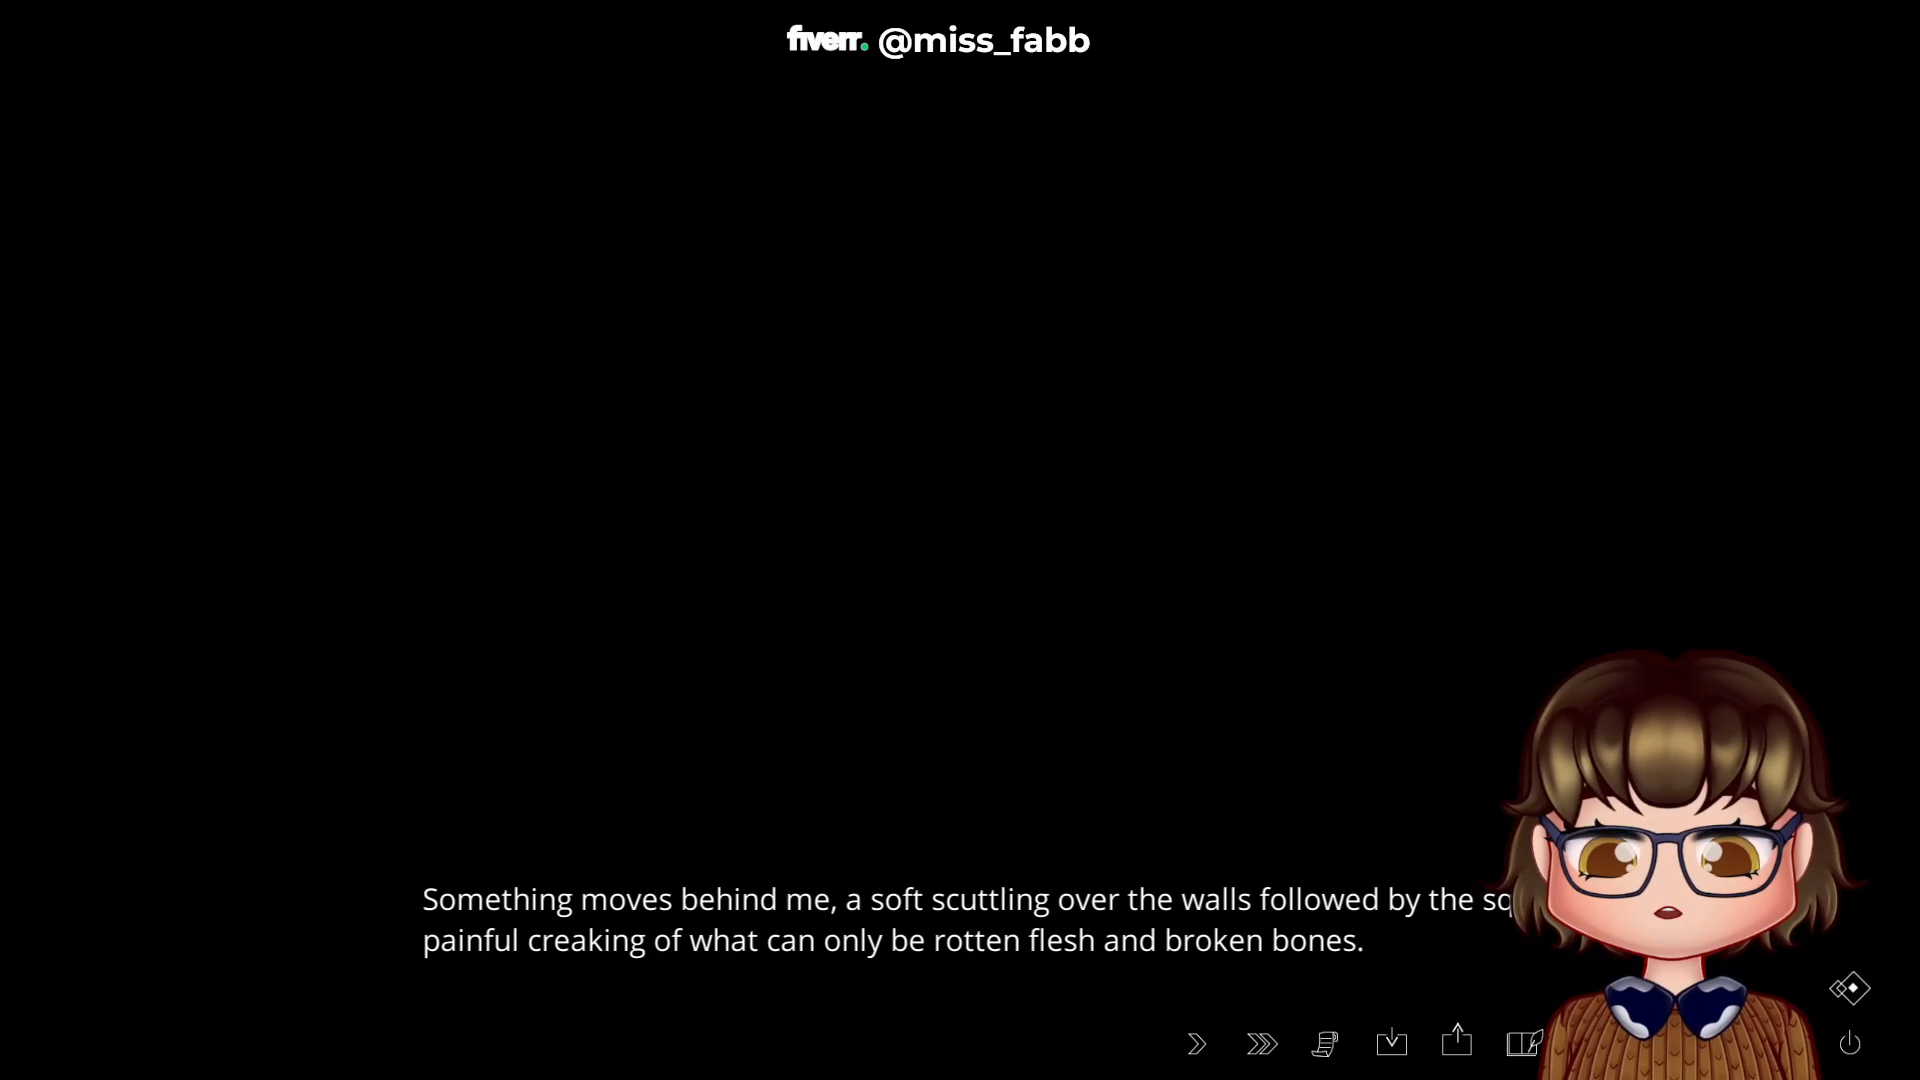 fiverr. @miss_fabb
Something moves behind me, a soft scuttling over the walls followed by the
painful creaking of what can only be rotten flesh and broken bones.